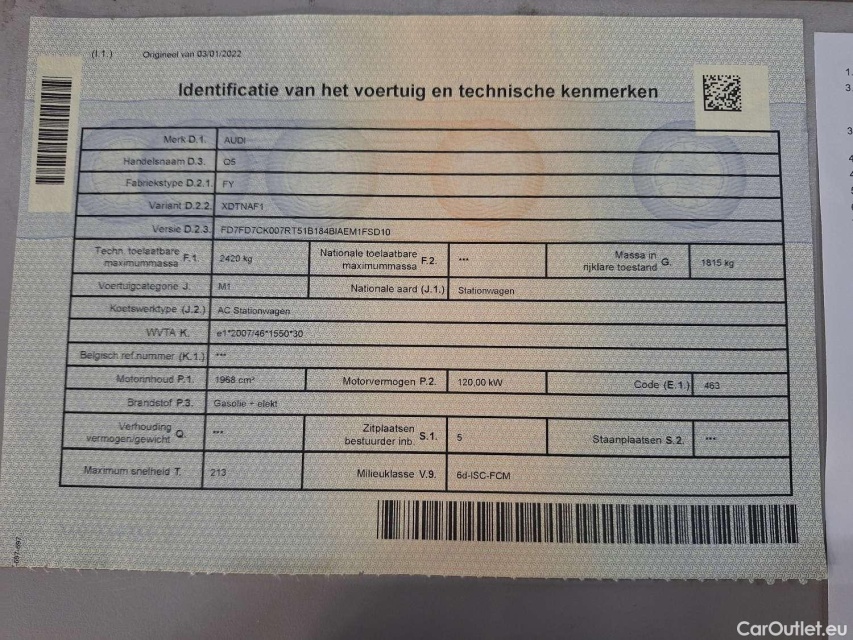 (I.1.) Origineel van 03/01/2022
Identificatie van het voertuig en technische kenmerken
Merk D.1. AUDI
Handelsnaam D.3. Q5
Fabriekstype D.2.1. FY
Variant D.2.2. XDTNAF1
Versie D.2.3. FD7FD7CK007RT51B184BIAEM1FSD10
Techn. toelaatbare maximummassa F.1. 2420 kg Nationale toelaatbare maximummassa F.2. *** Massa in rijklare toestand G. 1815 kg
Voertuigcategorie J. M1 Nationale aard (J.1.) Stationwagen
Koetswerktype (J.2.) AC Stationwagen
WVTA K. e1*2007/46*1550*30
Belgisch ref.nummer (K.1.) ***
Motorinhoud P.1. 1968 cm³ Motorvermogen P.2. 120,00 kW Code (E.1.) 463
Brandstof P.3. Gasolie + elekt
Verhouding vermogen/gewicht Q. *** Zitplaatsen bestuurder inb. S.1. 5 Staanplaatsen S.2. ***
Maximum snelheid T. 213 Milieuklasse V.9. 6d-ISC-FCM
CarOutlet.eu